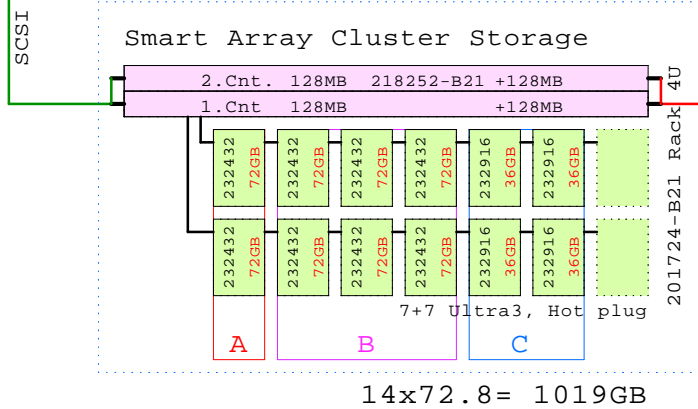 SCSI
Smart Array Cluster Storage
2.Cnt. 128MB 218252-B21 +128MB
1.Cnt 128MB +128MB
232432 72GB 232432 72GB 232432 72GB 232432 72GB 232916 36GB 232916 36GB
232432 72GB 232432 72GB 232432 72GB 232432 72GB 232916 36GB 232916 36GB
201724-B21 Rack 4U
7+7 Ultra3, Hot plug
A B C
14x72.8= 1019GB